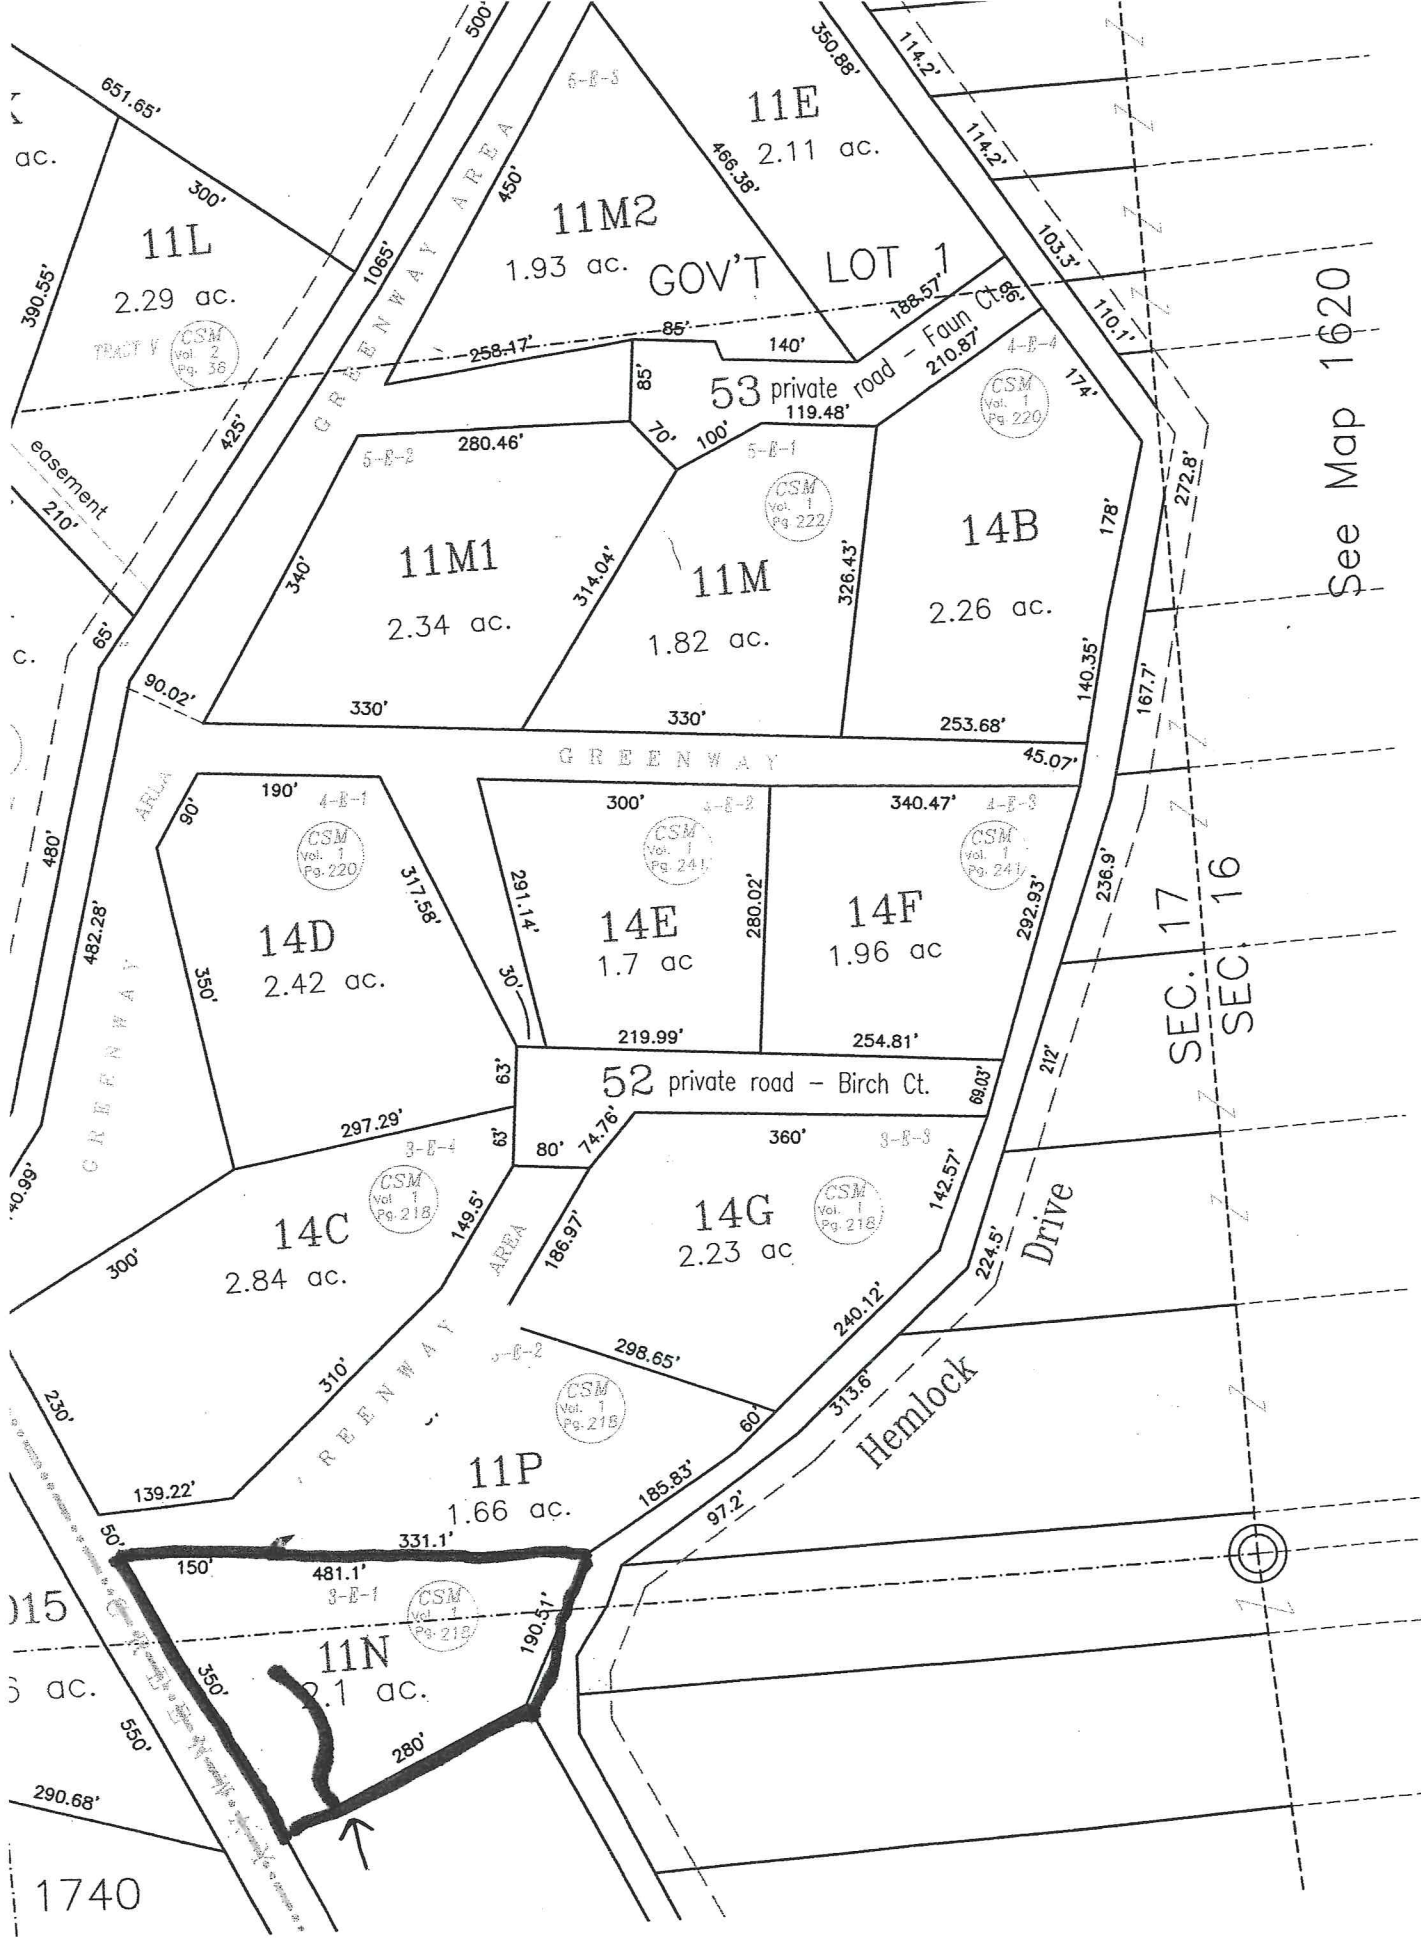 500'
350.88'
114.2'
651.65'
5-E-3
11E
2.11 ac.
ac.
300'
450'
466.38'
114.2'
GREENWAY AREA
11L
2.29 ac.
390.55'
1065'
11M2
1.93 ac.
GOV'T LOT 1
103.3'
TRACT V
CSM
Vol. 2
Pg. 36
188.57'
66'
110.1'
258.17'
85'
140'
See Map 1620
53 private road - Faun Ct.
210.87'
4-E-4
85'
119.48'
CSM
Vol. 1
Pg 220
174'
425'
easement
210'
280.46'
70'
100'
5-E-2
5-E-1
CSM
Vol. 1
Pg 222
272.8'
178'
340'
11M1
2.34 ac.
314.04'
11M
1.82 ac.
326.43'
14B
2.26 ac.
65'
c.
90.02'
140.35'
167.7'
330'
330'
253.68'
GREENWAY
45.07'
AREA
90'
190'
4-E-1
300'
4-E-2
340.47'
4-E-3
CSM
Vol. 1
Pg. 220
CSM
Vol. 1
Pg. 241
CSM
Vol. 1
Pg. 241
480'
482.28'
317.58'
291.14'
280.02'
292.93'
236.9'
14D
2.42 ac.
14E
1.7 ac
14F
1.96 ac
SEC. 17
SEC. 16
350'
30'
GREENWAY
219.99'
254.81'
212'
63'
52 private road - Birch Ct.
69.03'
297.29'
3-E-4
63'
80'
74.76'
360'
3-E-3
40.99'
CSM
Vol. 1
Pg. 218
CSM
Vol. 1
Pg. 218
142.57'
14C
2.84 ac.
149.5'
AREA
186.97'
14G
2.23 ac
224.5'
Hemlock Drive
300'
240.12'
GREENWAY
-E-2
298.65'
310'
CSM
Vol. 1
Pg. 218
313.6'
60'
230'
11P
1.66 ac.
185.83'
97.2'
139.22'
50'
331.1'
150'
481.1'
3-E-1
CSM
Vol. 1
Pg. 218
015
190.51'
11N
2.1 ac.
6 ac.
350'
550'
280'
290.68'
1740